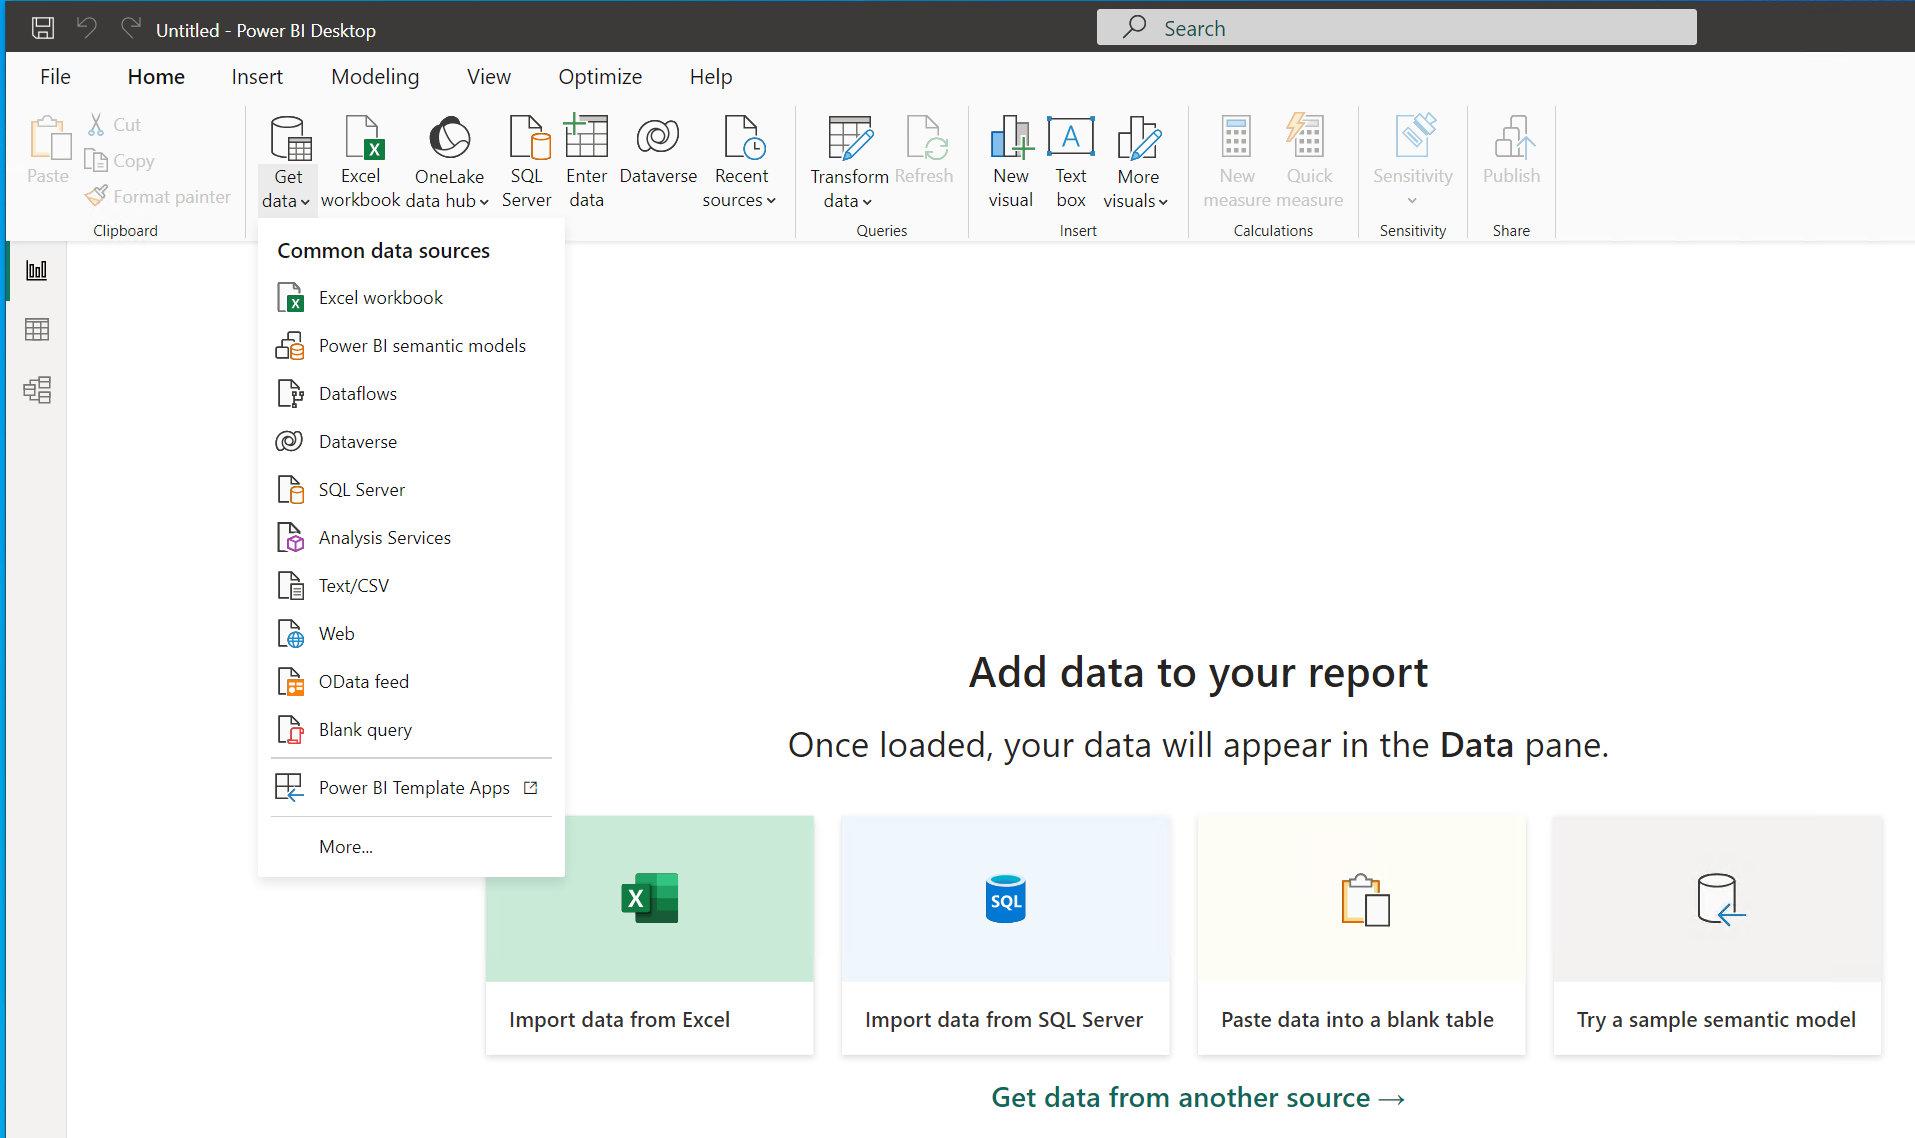 Untitled - Power BI Desktop
Search
File Home Insert Modeling View Optimize Help
Paste
Cut
Copy
Format painter
Clipboard
Get data
Excel workbook
OneLake data hub
SQL Server
Enter data
Dataverse
Recent sources
Transform data
Refresh
Queries
New visual
A
Text box
More visuals
Insert
New measure
Quick measure
Calculations
Sensitivity
Sensitivity
Publish
Share
Common data sources
Excel workbook
Power BI semantic models
Dataflows
Dataverse
SQL Server
Analysis Services
Text/CSV
Web
OData feed
Blank query
Power BI Template Apps
More...
Add data to your report
Once loaded, your data will appear in the Data pane.
X
SQL
Import data from Excel
Import data from SQL Server
Paste data into a blank table
Try a sample semantic model
Get data from another source →